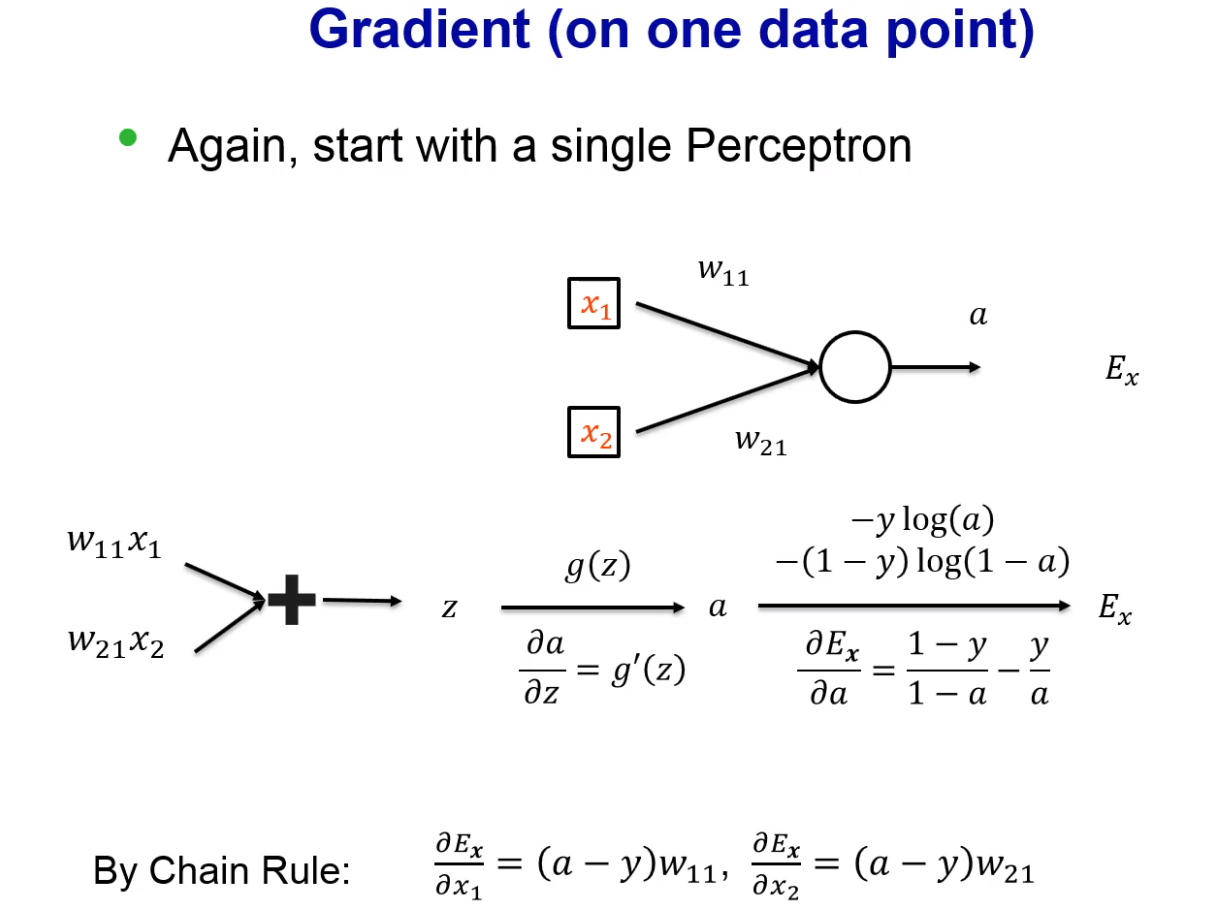 Gradient (on one data point)
• Again, start with a single Perceptron
w₁₁
x₁
a
Eₓ
x₂
w₂₁
−y log(a)
w₁₁x₁
g(z)
−(1 − y) log(1 − a)
z
a
Eₓ
w₂₁x₂
∂a/∂z = g′(z)
∂Eₓ/∂a = (1 − y)/(1 − a) − y/a
By Chain Rule: ∂Eₓ/∂x₁ = (a − y)w₁₁, ∂Eₓ/∂x₂ = (a − y)w₂₁